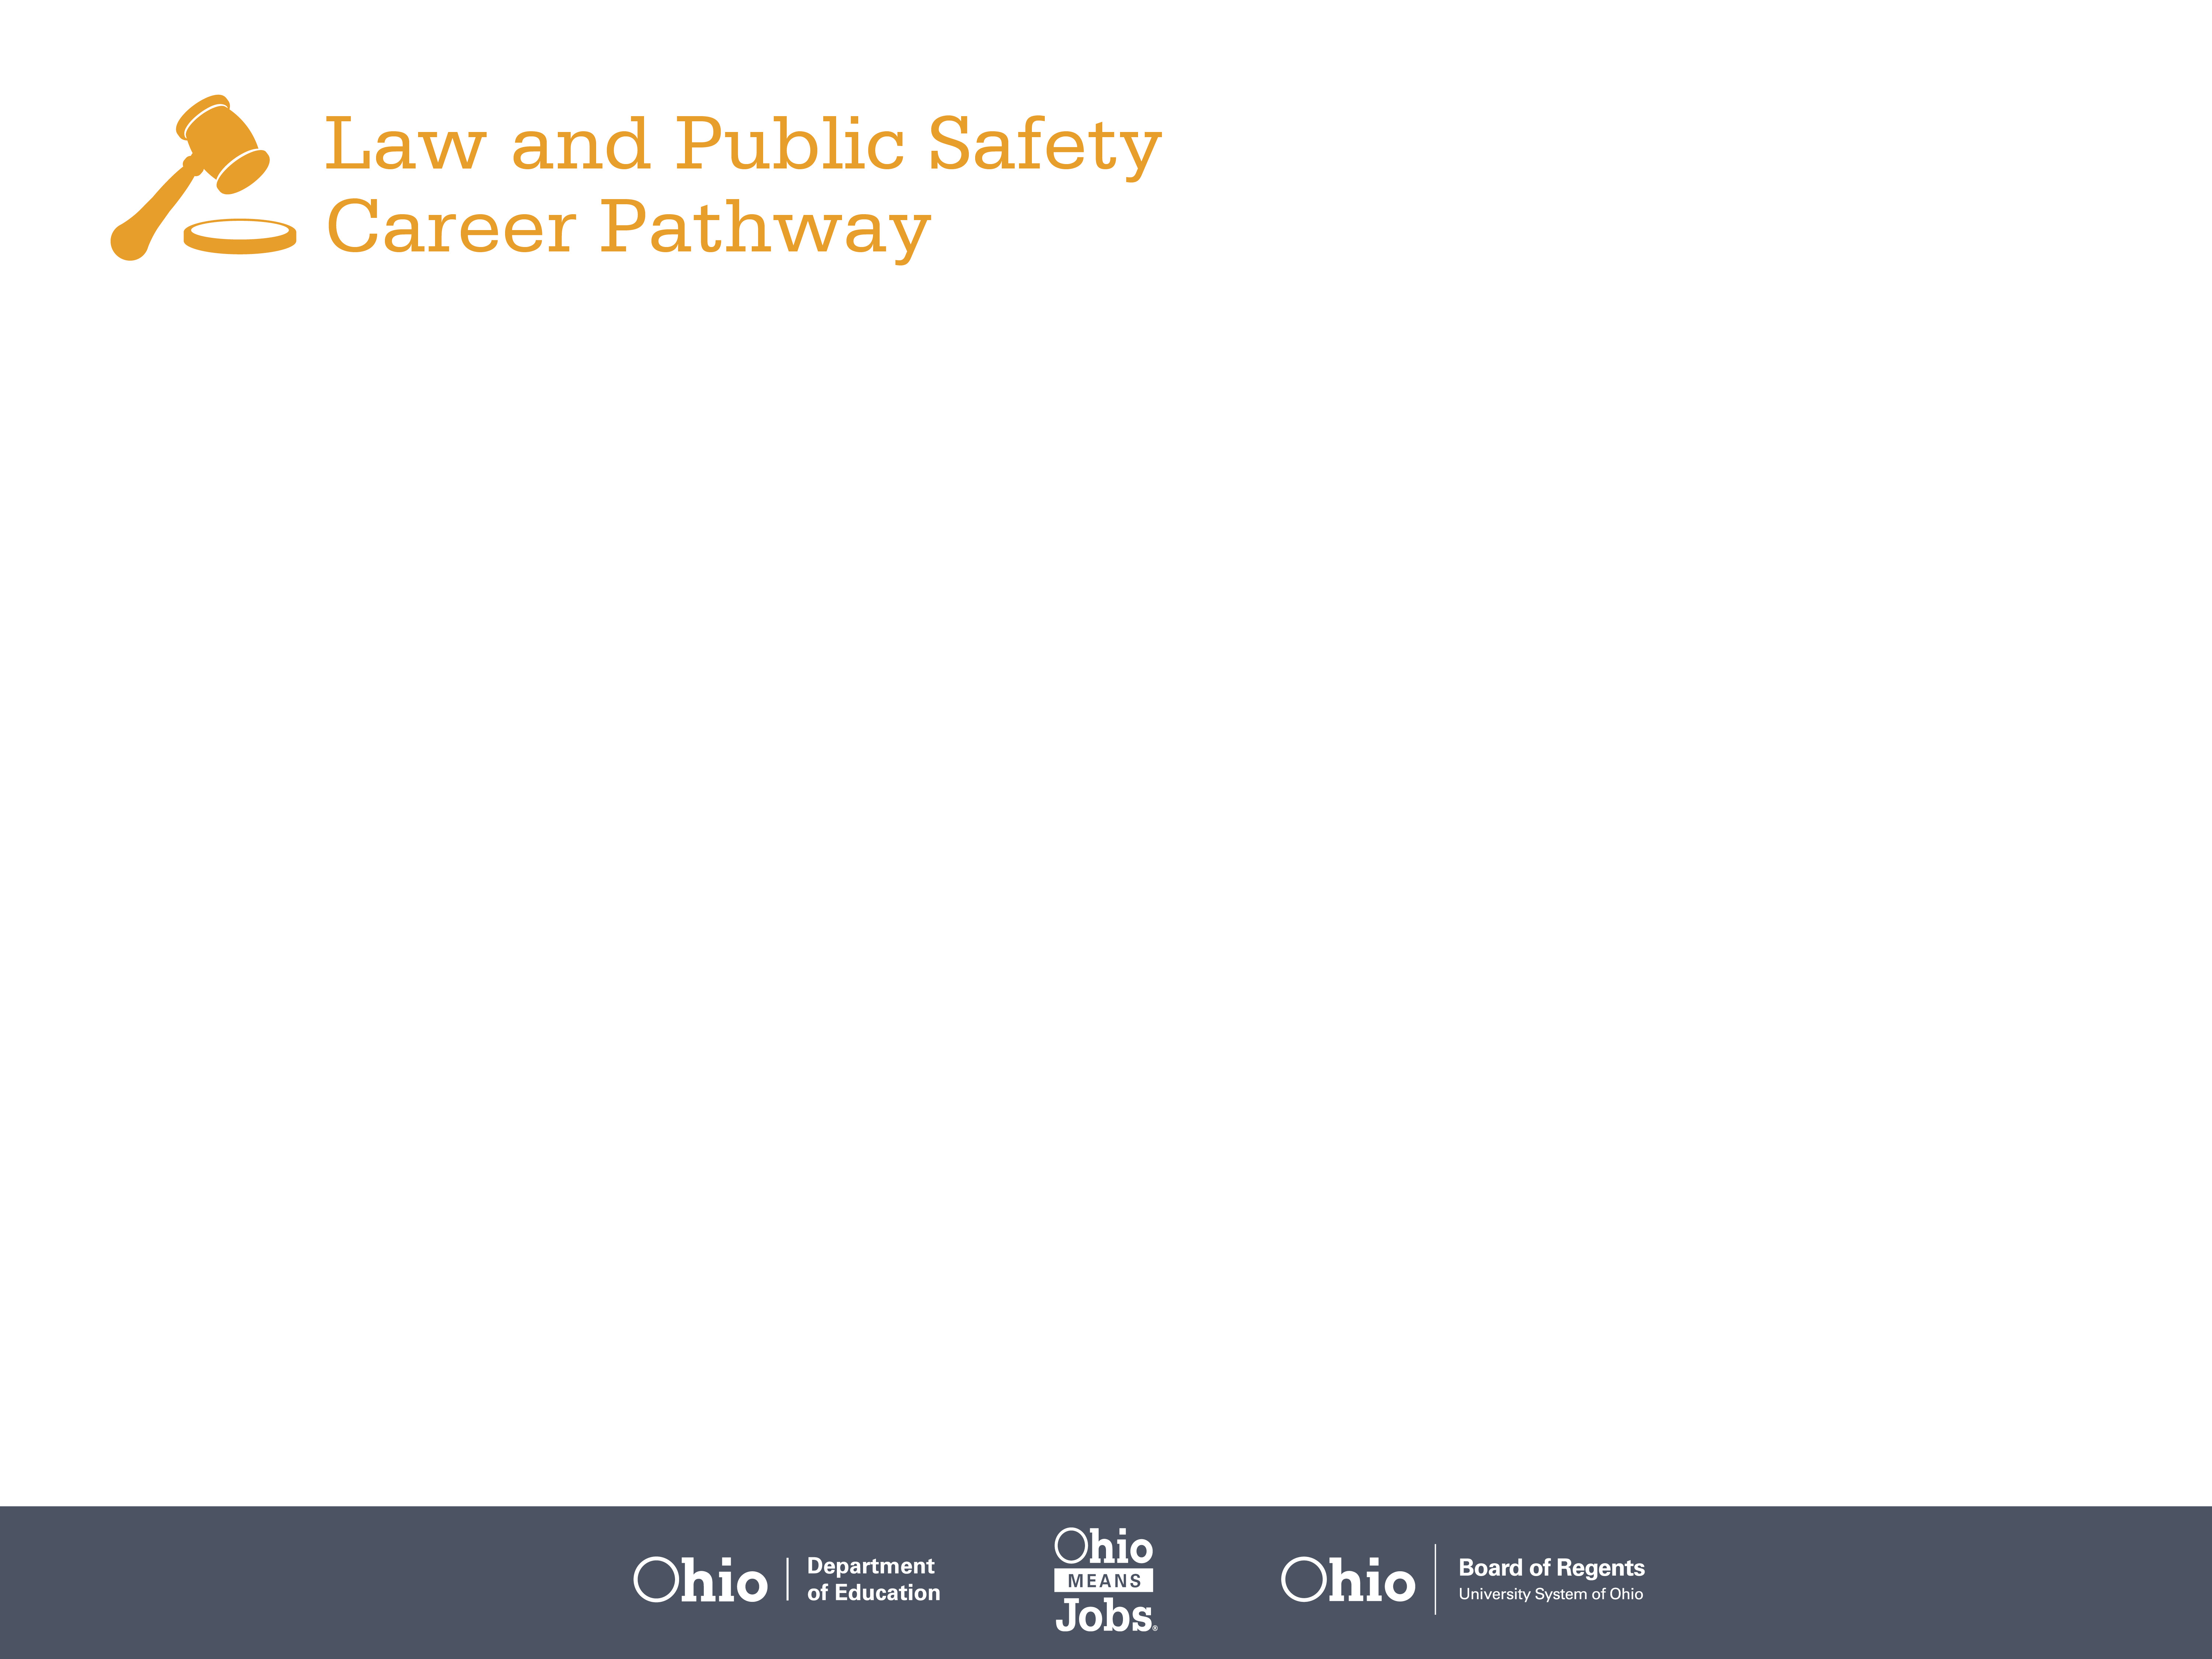 Law and Public Safety
Career Pathway
Ohio
Department
of Education
Ohio
MEANS
Jobs®
Ohio
Board of Regents
University System of Ohio